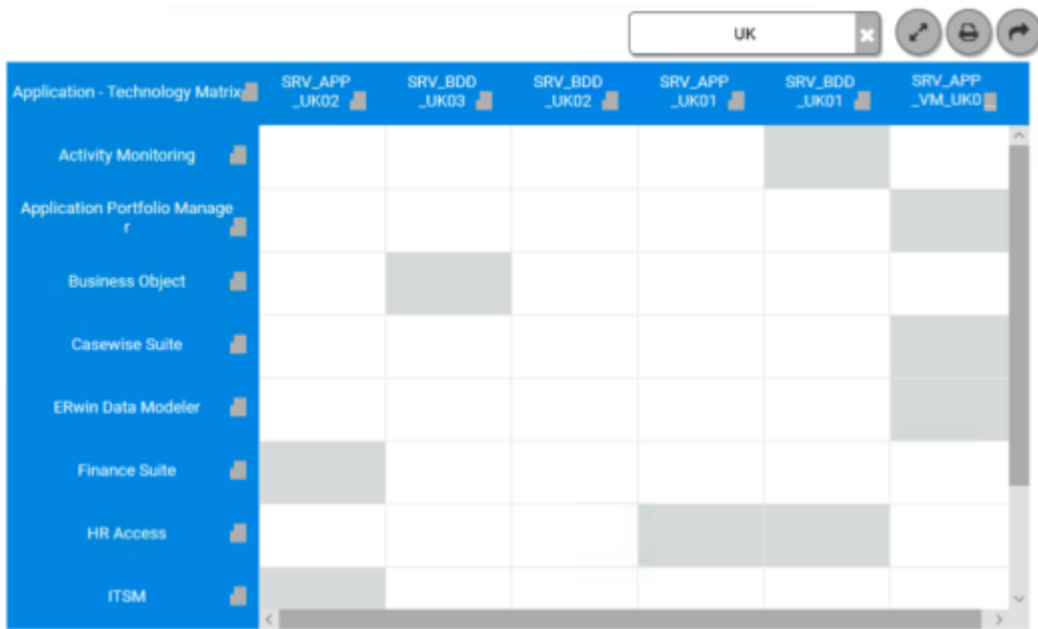 UK
Application - Technology Matrix
SRV_APP
_UK02
SRV_BDD
_UK03
SRV_BDD
_UK02
SRV_APP
_UK01
SRV_BDD
_UK01
SRV_APP
_VM_UK0
Activity Monitoring
Application Portfolio Manage
r
Business Object
Casewise Suite
ERwin Data Modeler
Finance Suite
HR Access
ITSM